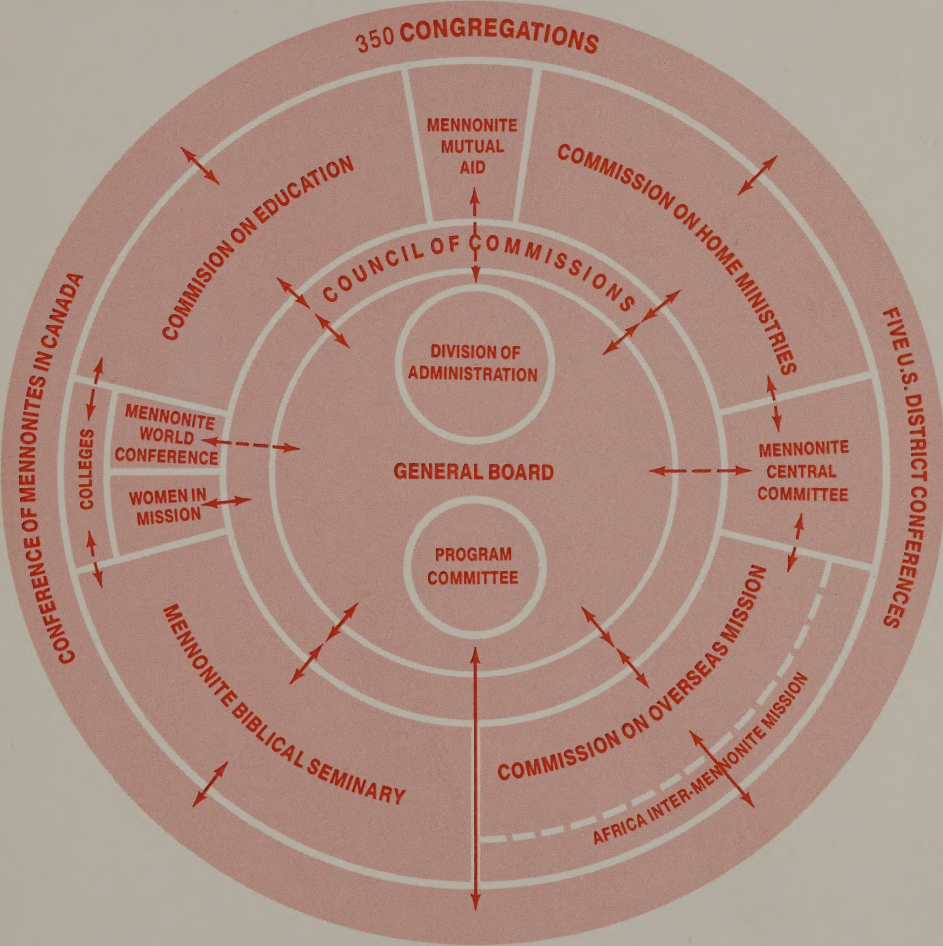 350 CONGREGATIONS
MENNONITE
MUTUAL
AID
COMMISION ON EDUCATION
COMMISSION ON HOME MINISTRIES
COUNCIL OF COMMISSIONS
CONFERENCE OF MENNONITES IN CANADA
FIVE U.S. DISTRICT CONFERENCES
DIVISION OF
ADMINISTRATION
MENNONITE
WORLD
CONFERENCE
COLLEGES
WOMEN IN
MISSION
GENERAL BOARD
MENNONITE
CENTRAL
COMMITTEE
PROGRAM
COMMITTEE
MENNONITE BIBLICAL SEMINARY
COMMISSION ON OVERSEAS MISSION
AFRICA INTER-MENNONITE MISSION